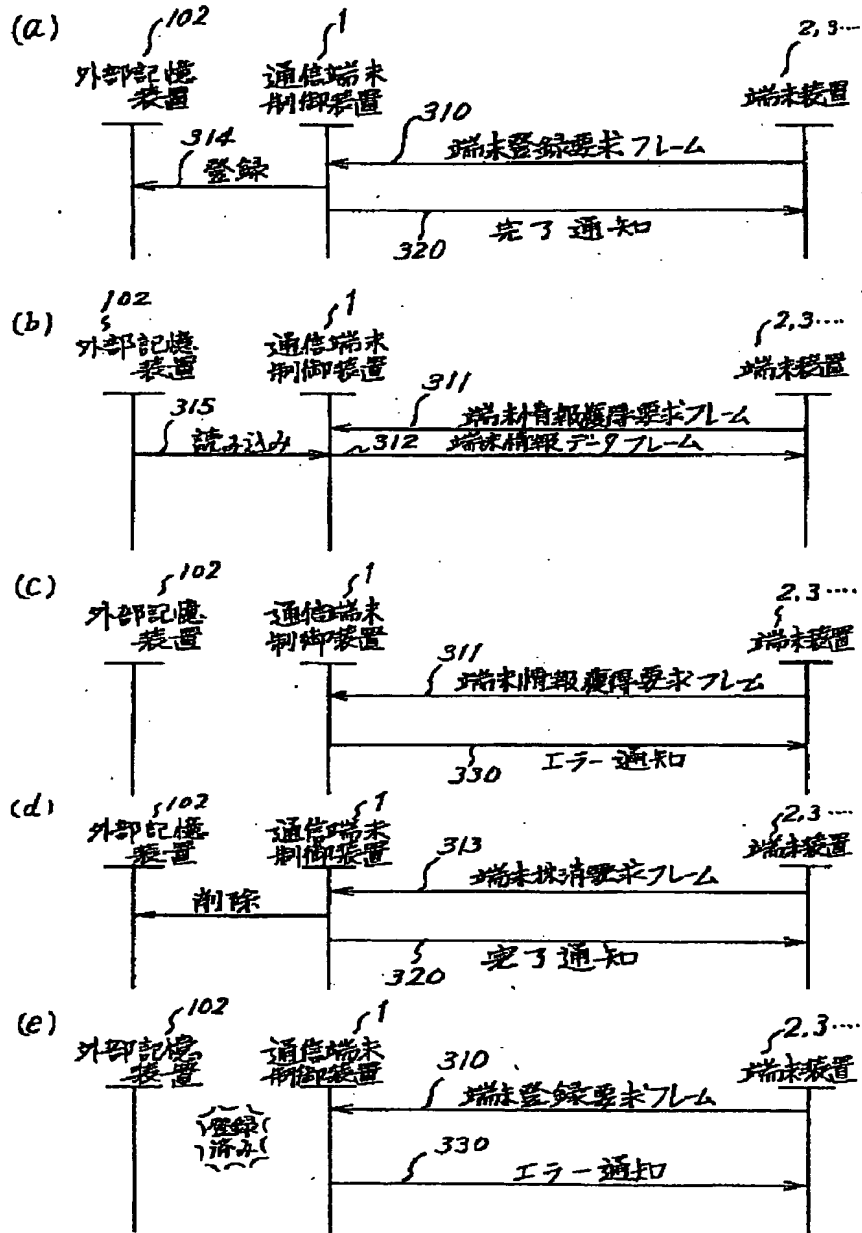 (a)
102
1
2,3…
外部記憶
装置
通信端末
制御装置
端末装置
310
端末登録要求フレーム
314
登録
320
完了通知
(b)
102
1
2,3‥‥
外部記憶
装置
通信端末
制御装置
端末装置
311
端末情報獲得要求フレーム
315
読み込み
312
端末情報データフレーム
(c)
102
1
2,3‥‥
外部記憶
装置
通信端末
制御装置
端末装置
311
端末情報獲得要求フレーム
330
エラー通知
(d)
102
1
2,3‥‥
外部記憶
装置
通信端末
制御装置
端末装置
313
端末抹消要求フレーム
削除
320
完了通知
(e)
102
1
2,3‥‥
外部記憶
装置
通信端末
制御装置
端末装置
310
端末登録要求フレーム
登録
済み
330
エラー通知